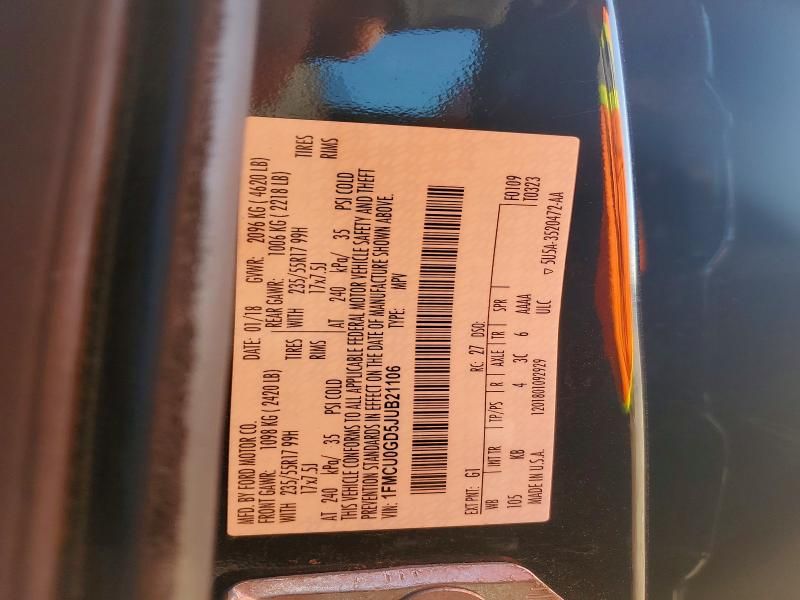 MFD. BY FORD MOTOR CO. DATE: 01/18 GVWR: 2096 KG ( 4620 LB)
FRONT GAWR: 1098 KG ( 2420 LB) REAR GAWR: 1006 KG ( 2218 LB)
WITH 235/55R17 99H TIRES WITH 235/55R17 99H TIRES
17x7.5J RIMS 17x7.5J RIMS
AT 240 kPa/ 35 PSI COLD AT 240 kPa/ 35 PSI COLD
THIS VEHICLE CONFORMS TO ALL APPLICABLE FEDERAL MOTOR VEHICLE SAFETY AND THEFT
PREVENTION STANDARDS IN EFFECT ON THE DATE OF MANUFACTURE SHOWN ABOVE.
VIN: 1FMCU0GD5JUB21106 TYPE: MPV
EXT PNT: G1 RC: 27 DSO: F0109
WB INT TR TP/PS R AXLE TR SPR T0323
105 KB 4 3C 6 AAAAA
MADE IN U.S.A. 1201801092929 ULC ▽ 5U5A-3520472-AA